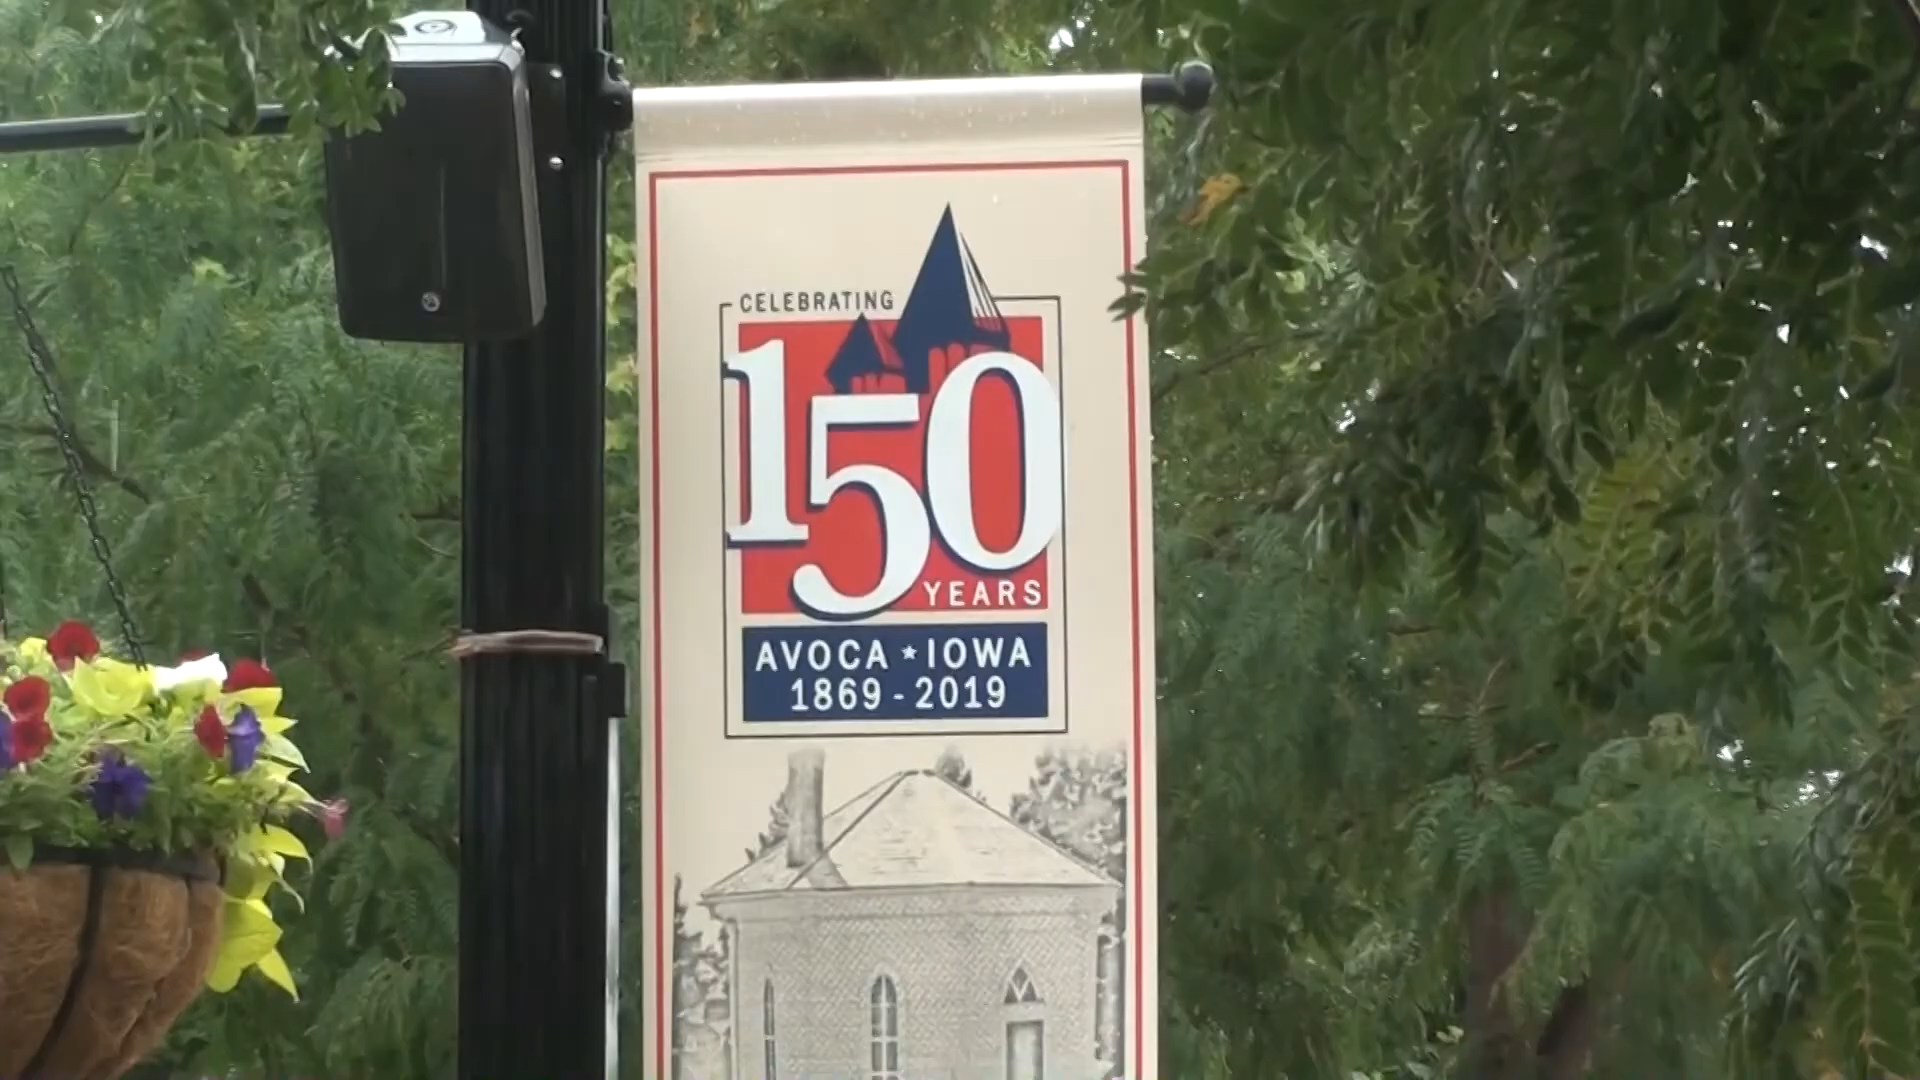 CELEBRATING
150
YEARS
AVOCA ★ IOWA
1869 - 2019